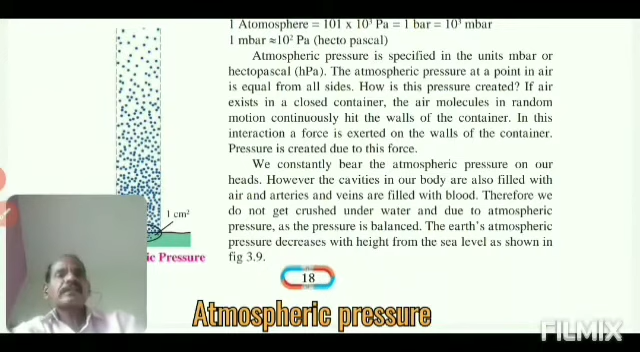 1 Atomosphere = 101 x 10³ Pa = 1 bar = 10³ mbar
1 mbar ≈10² Pa (hecto pascal)
Atmospheric pressure is specified in the units mbar or
hectopascal (hPa). The atmospheric pressure at a point in air
is equal from all sides. How is this pressure created? If air
exists in a closed container, the air molecules in random
motion continuously hit the walls of the container. In this
interaction a force is exerted on the walls of the container.
Pressure is created due to this force.
We constantly bear the atmospheric pressure on our
heads. However the cavities in our body are also filled with
air and arteries and veins are filled with blood. Therefore we
do not get crushed under water and due to atmospheric
pressure, as the pressure is balanced. The earth's atmospheric
pressure decreases with height from the sea level as shown in
fig 3.9.
1 cm²
ic Pressure
18
Atmospheric pressure
FILMIX